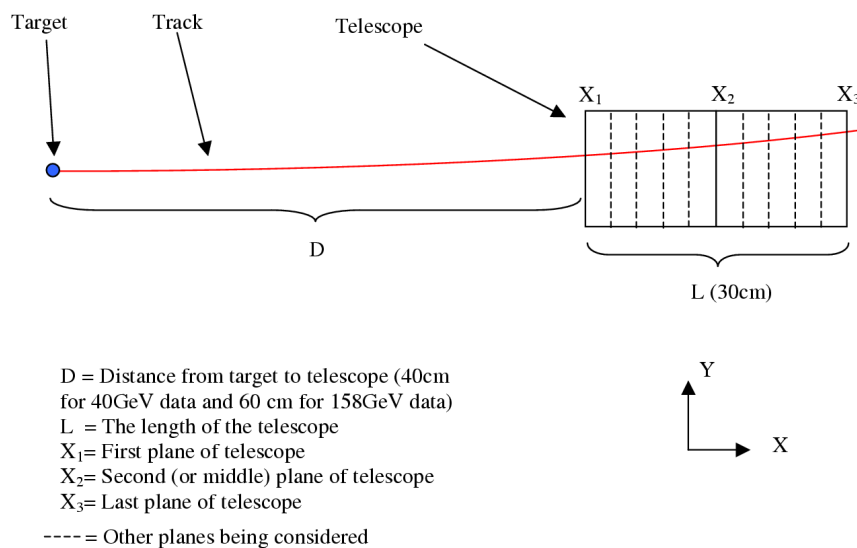 Target
Track
Telescope
X₁
X₂
X₃
D
L (30cm)
D = Distance from target to telescope (40cm
for 40GeV data and 60 cm for 158GeV data)
L = The length of the telescope
X₁= First plane of telescope
X₂= Second (or middle) plane of telescope
X₃= Last plane of telescope
---- = Other planes being considered
Y
X